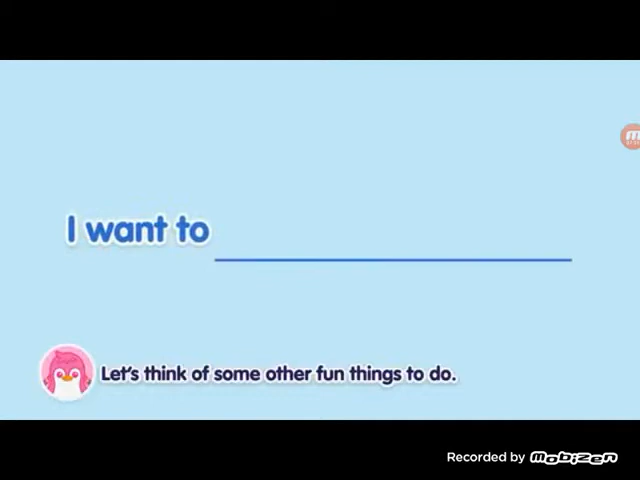 I want to
Let's think of some other fun things to do.
Recorded by MOBIZEN